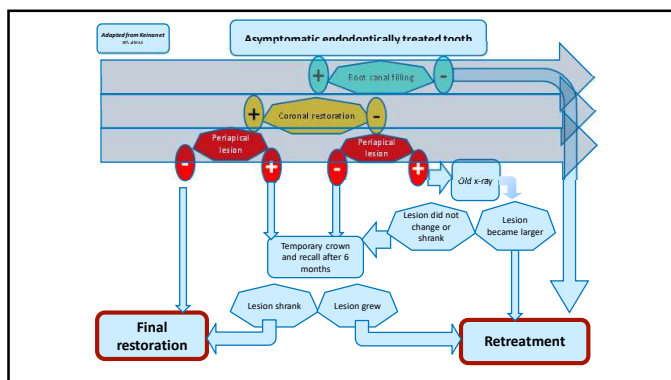 Adapted from Keinan et
Asymptomatic endodontically treated tooth
+
Root canal filling
-
+
Coronal restoration
-
Periapical
lesion
Periapical
lesion
-
+
-
+
Old x-ray
Lesion did not
change or
shrank
Lesion
became larger
Temporary crown
and recall after 6
months
Lesion shrank
Lesion grew
Final
restoration
Retreatment